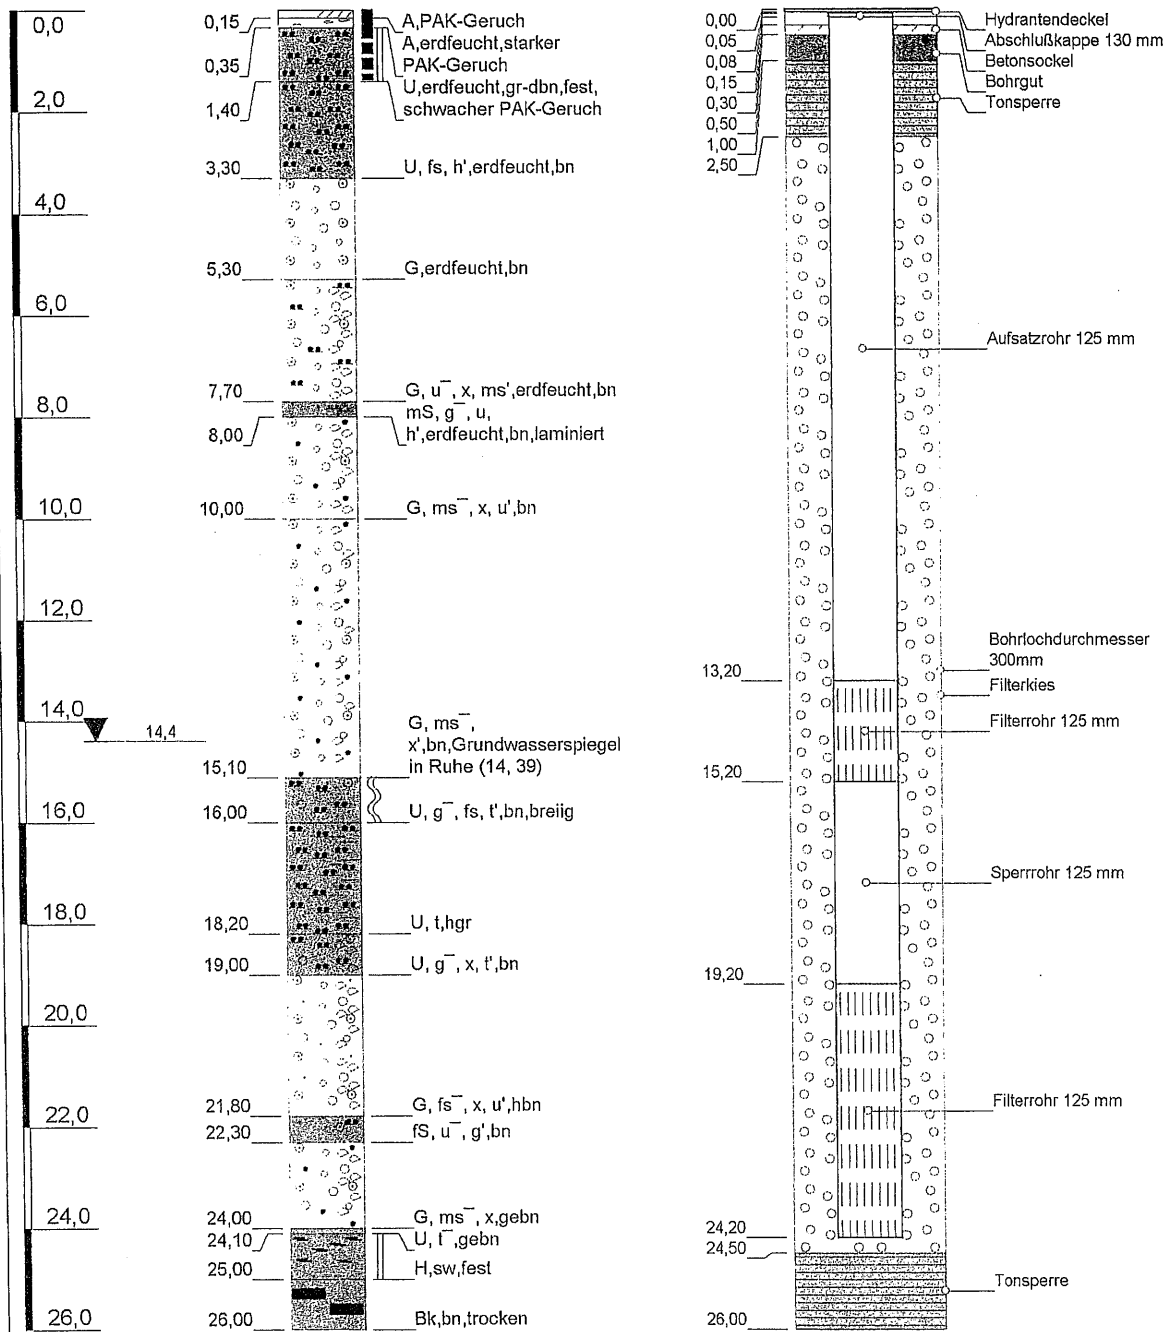 0,0
2,0
4,0
6,0
8,0
10,0
12,0
14,0
16,0
18,0
20,0
22,0
24,0
26,0
14,4
0,15
A,PAK-Geruch
0,35
A,erdfeucht,starker
PAK-Geruch
1,40
U,erdfeucht,gr-dbn,fest,
schwacher PAK-Geruch
3,30
U, fs, h',erdfeucht,bn
5,30
G,erdfeucht,bn
7,70
G, u¯, x, ms',erdfeucht,bn
8,00
mS, g¯, u,
h',erdfeucht,bn,laminiert
10,00
G, ms¯, x, u',bn
15,10
G, ms¯,
x',bn,Grundwasserspiegel
in Ruhe (14, 39)
16,00
U, g¯, fs, t',bn,breiig
18,20
U, t,hgr
19,00
U, g¯, x, t',bn
21,80
G, fs¯, x, u',hbn
22,30
fS, u¯, g',bn
24,00
G, ms¯, x,gebn
24,10
U, t¯,gebn
25,00
H,sw,fest
26,00
Bk,bn,trocken
0,00
0,05
0,08
0,15
0,30
0,50
1,00
2,50
13,20
15,20
19,20
24,20
24,50
26,00
Hydrantendeckel
Abschlußkappe 130 mm
Betonsockel
Bohrgut
Tonsperre
Aufsatzrohr 125 mm
Bohrlochdurchmesser
300mm
Filterkies
Filterrohr 125 mm
Sperrrohr 125 mm
Filterrohr 125 mm
Tonsperre